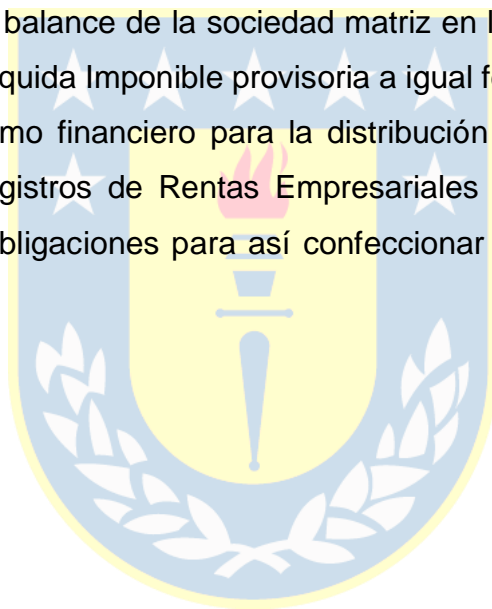 balance de la sociedad matriz en l
quida Imponible provisoria a igual f
mo financiero para la distribución
gistros de Rentas Empresariales
bligaciones para así confeccionar